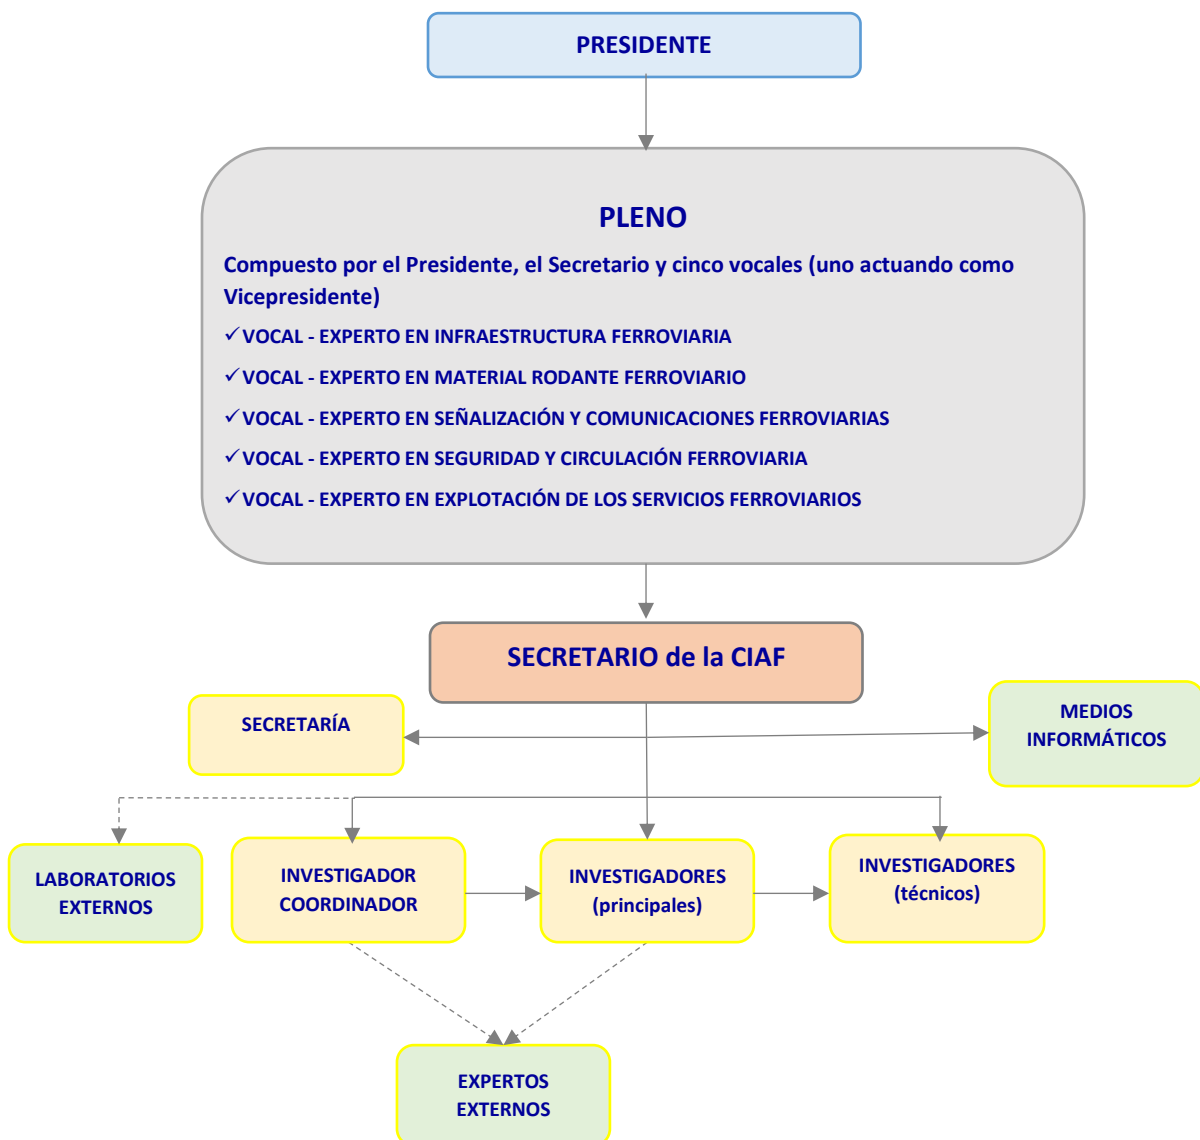 PRESIDENTE
PLENO
Compuesto por el Presidente, el Secretario y cinco vocales (uno actuando como
Vicepresidente)
✓VOCAL - EXPERTO EN INFRAESTRUCTURA FERROVIARIA
✓VOCAL - EXPERTO EN MATERIAL RODANTE FERROVIARIO
✓VOCAL - EXPERTO EN SEÑALIZACIÓN Y COMUNICACIONES FERROVIARIAS
✓VOCAL - EXPERTO EN SEGURIDAD Y CIRCULACIÓN FERROVIARIA
✓VOCAL - EXPERTO EN EXPLOTACIÓN DE LOS SERVICIOS FERROVIARIOS
SECRETARIO de la CIAF
SECRETARÍA
MEDIOS
INFORMÁTICOS
LABORATORIOS
EXTERNOS
INVESTIGADOR
COORDINADOR
INVESTIGADORES
(principales)
INVESTIGADORES
(técnicos)
EXPERTOS
EXTERNOS